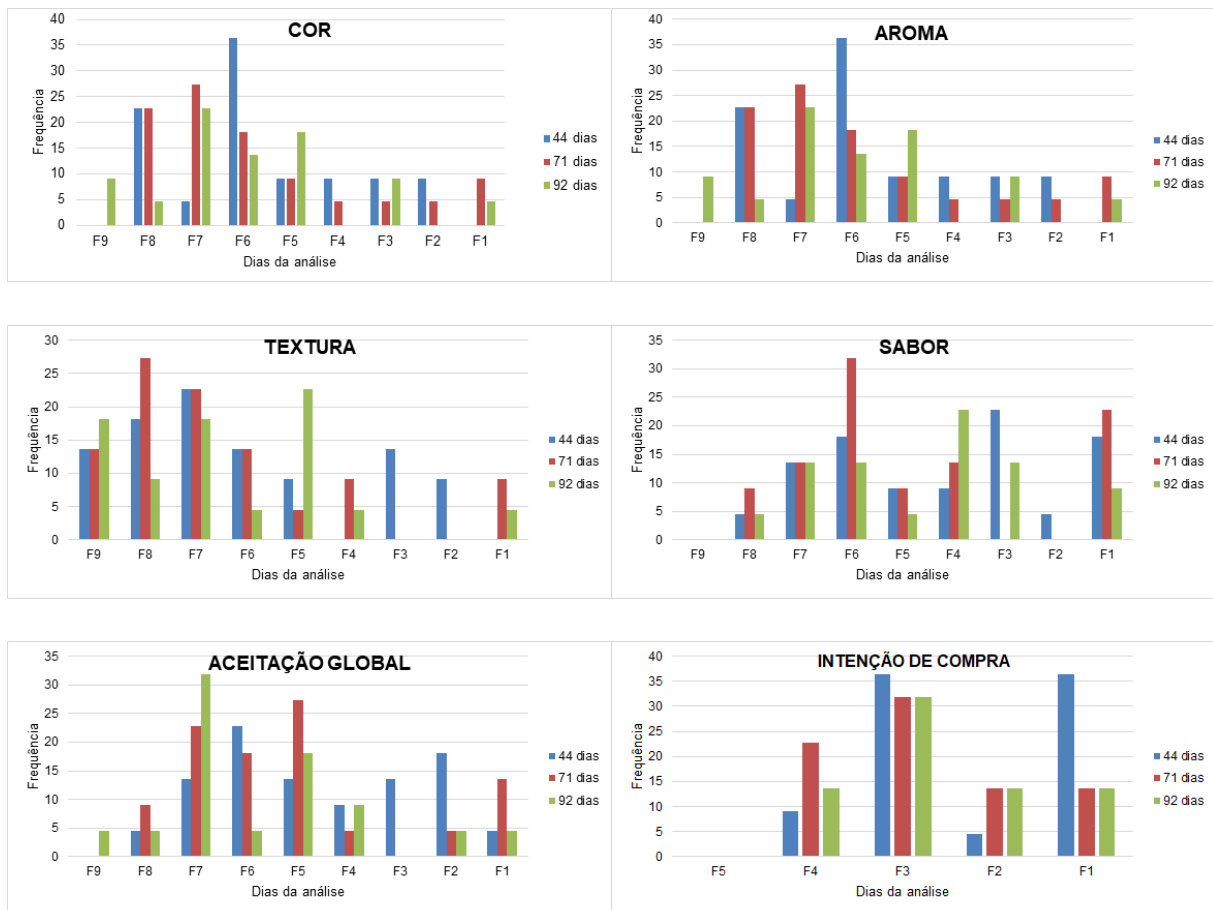 COR
40
35
30
25
20
15
10
5
0
Frequência
F9 F8 F7 F6 F5 F4 F3 F2 F1
Dias da análise
44 dias
71 dias
92 dias
AROMA
40
35
30
25
20
15
10
5
0
Frequência
F9 F8 F7 F6 F5 F4 F3 F2 F1
Dias da análise
44 dias
71 dias
92 dias
TEXTURA
30
25
20
15
10
5
0
Frequência
F9 F8 F7 F6 F5 F4 F3 F2 F1
Dias da análise
44 dias
71 dias
92 dias
SABOR
35
30
25
20
15
10
5
0
Frequência
F9 F8 F7 F6 F5 F4 F3 F2 F1
Dias da análise
44 dias
71 dias
92 dias
ACEITAÇÃO GLOBAL
35
30
25
20
15
10
5
0
Frequência
F9 F8 F7 F6 F5 F4 F3 F2 F1
Dias da análise
44 dias
71 dias
92 dias
INTENÇÃO DE COMPRA
40
35
30
25
20
15
10
5
0
Frequência
F5 F4 F3 F2 F1
Dias da análise
44 dias
71 dias
92 dias